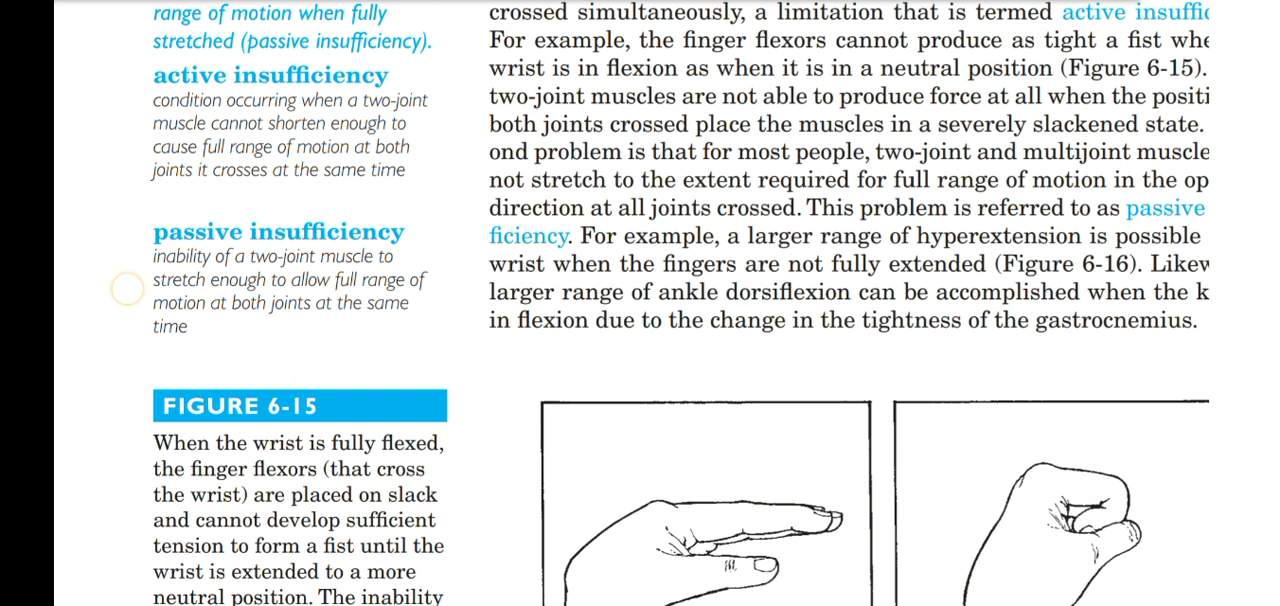 range of motion when fully
stretched (passive insufficiency).
active insufficiency
condition occurring when a two-joint
muscle cannot shorten enough to
cause full range of motion at both
joints it crosses at the same time
passive insufficiency
inability of a two-joint muscle to
stretch enough to allow full range of
motion at both joints at the same
time
crossed simultaneously, a limitation that is termed active
For example, the finger flexors cannot produce as tight a fist
wrist is in flexion as when it is in a neutral position (Figure 6-15).
two-joint muscles are not able to produce force at all when the
both joints crossed place the muscles in a severely slackened state.
ond problem is that for most people, two-joint and multijoint
not stretch to the extent required for full range of motion in the
direction at all joints crossed. This problem is referred to as passive
ficiency. For example, a larger range of hyperextension is possible
wrist when the fingers are not fully extended (Figure 6-16).
larger range of ankle dorsiflexion can be accomplished when the
in flexion due to the change in the tightness of the gastrocnemius.
FIGURE 6-15
When the wrist is fully flexed,
the finger flexors (that cross
the wrist) are placed on slack
and cannot develop sufficient
tension to form a fist until the
wrist is extended to a more
neutral position. The inability